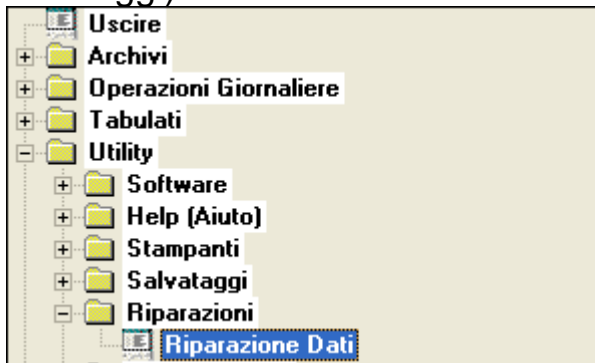 Uscire
Archivi
Operazioni Giornaliere
Tabulati
Utility
Software
Help (Aiuto)
Stampanti
Salvataggi
Riparazioni
Riparazione Dati